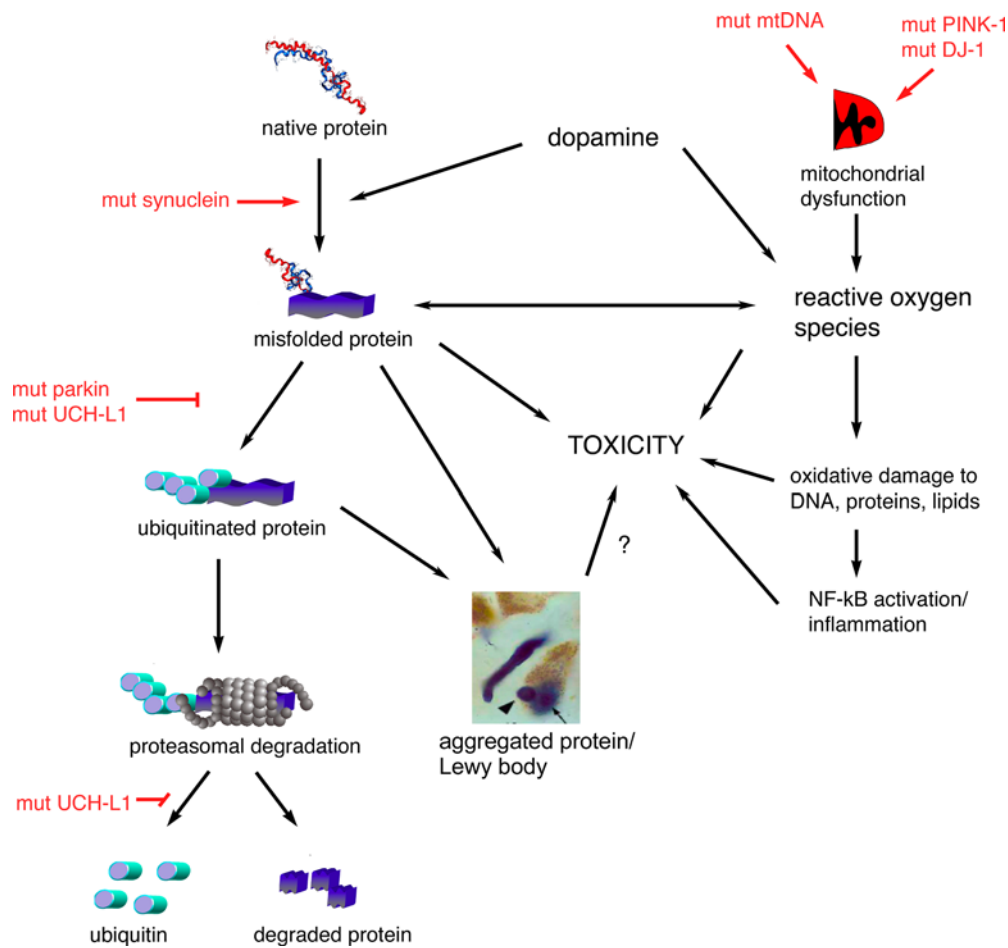 mut mtDNA
mut PINK-1
mut DJ-1
native protein
dopamine
mitochondrial
dysfunction
mut synuclein
misfolded protein
reactive oxygen
species
mut parkin
mut UCH-L1
TOXICITY
oxidative damage to
DNA, proteins, lipids
ubiquitinated protein
?
NF-kB activation/
inflammation
proteasomal degradation
aggregated protein/
Lewy body
mut UCH-L1
ubiquitin
degraded protein